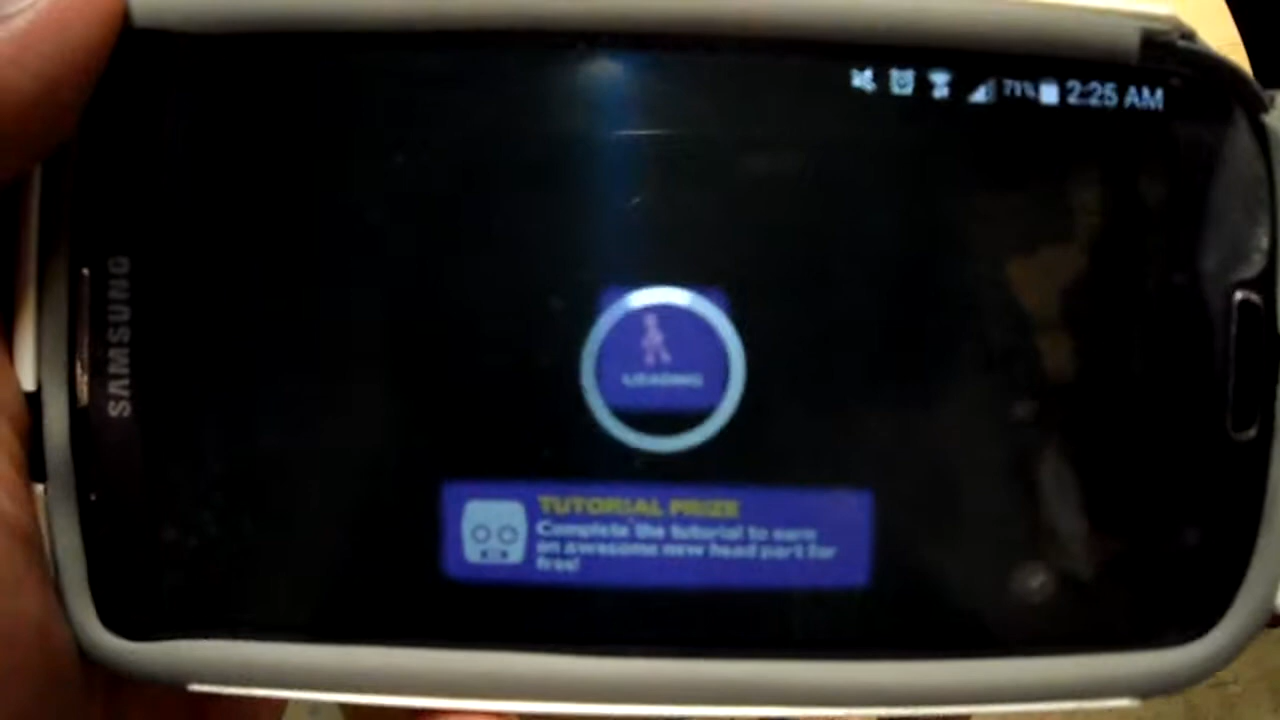 71% 2:25 AM
SAMSUNG
LOADING
TUTORIAL PRIZE
Complete the tutorial to earn
an awesome new head part for
free!